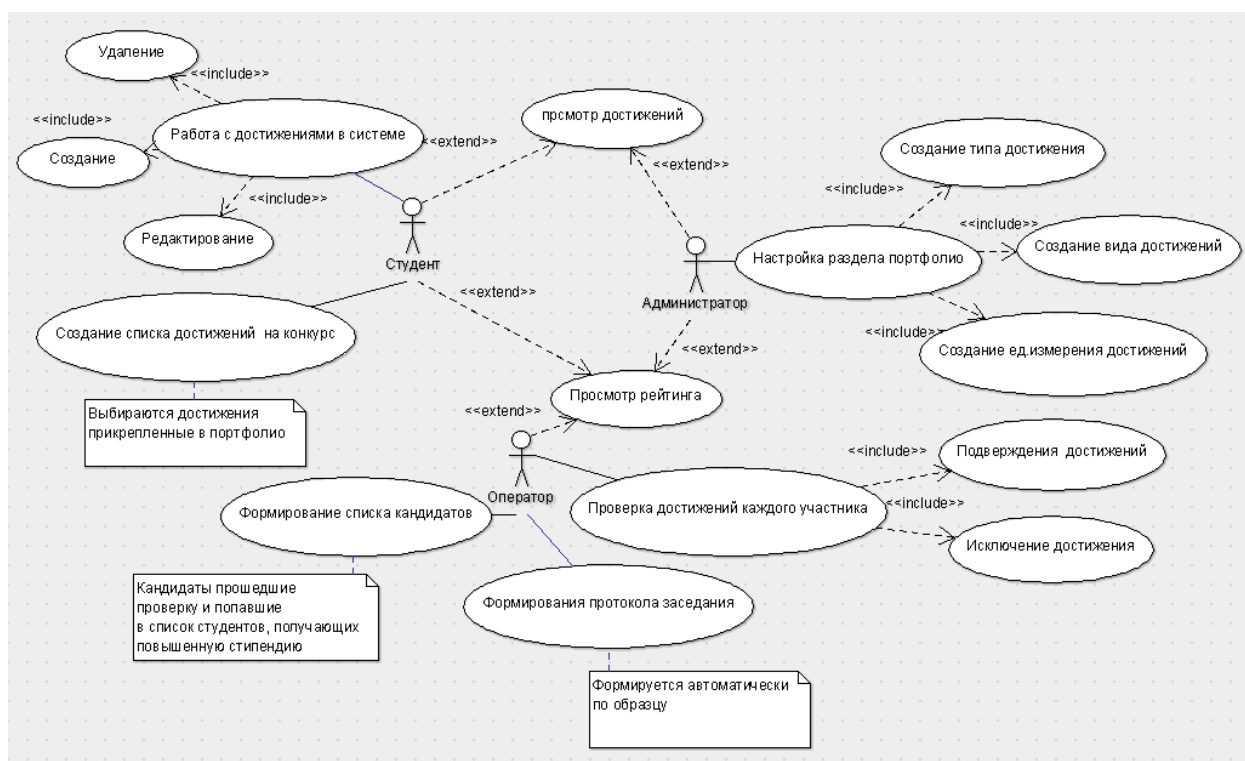 Удаление
<<include>>
<<include>>
Работа с достижениями в системе
Создание
<<include>>
Редактирование
прсмотр достижений
<<extend>>
<<extend>>
Создание типа достижения
<<include>>
<<include>>
Создание вида достижений
Настройка раздела портфолио
Студент
Администратор
<<extend>>
<<include>>
Создание ед.измерения достижений
<<extend>>
Создание списка достижений на конкурс
Просмотр рейтинга
<<extend>>
Выбираются достижения
прикрепленные в портфолио
Оператор
<<include>>
Подверждения достижений
<<include>>
Проверка достижений каждого участника
Исключение достижения
Формирование списка кандидатов
Кандидаты прошедшие
проверку и попавшие
в список студентов, получающих
повышенную стипендию
Формирования протокола заседания
Формируется автоматически
по образцу